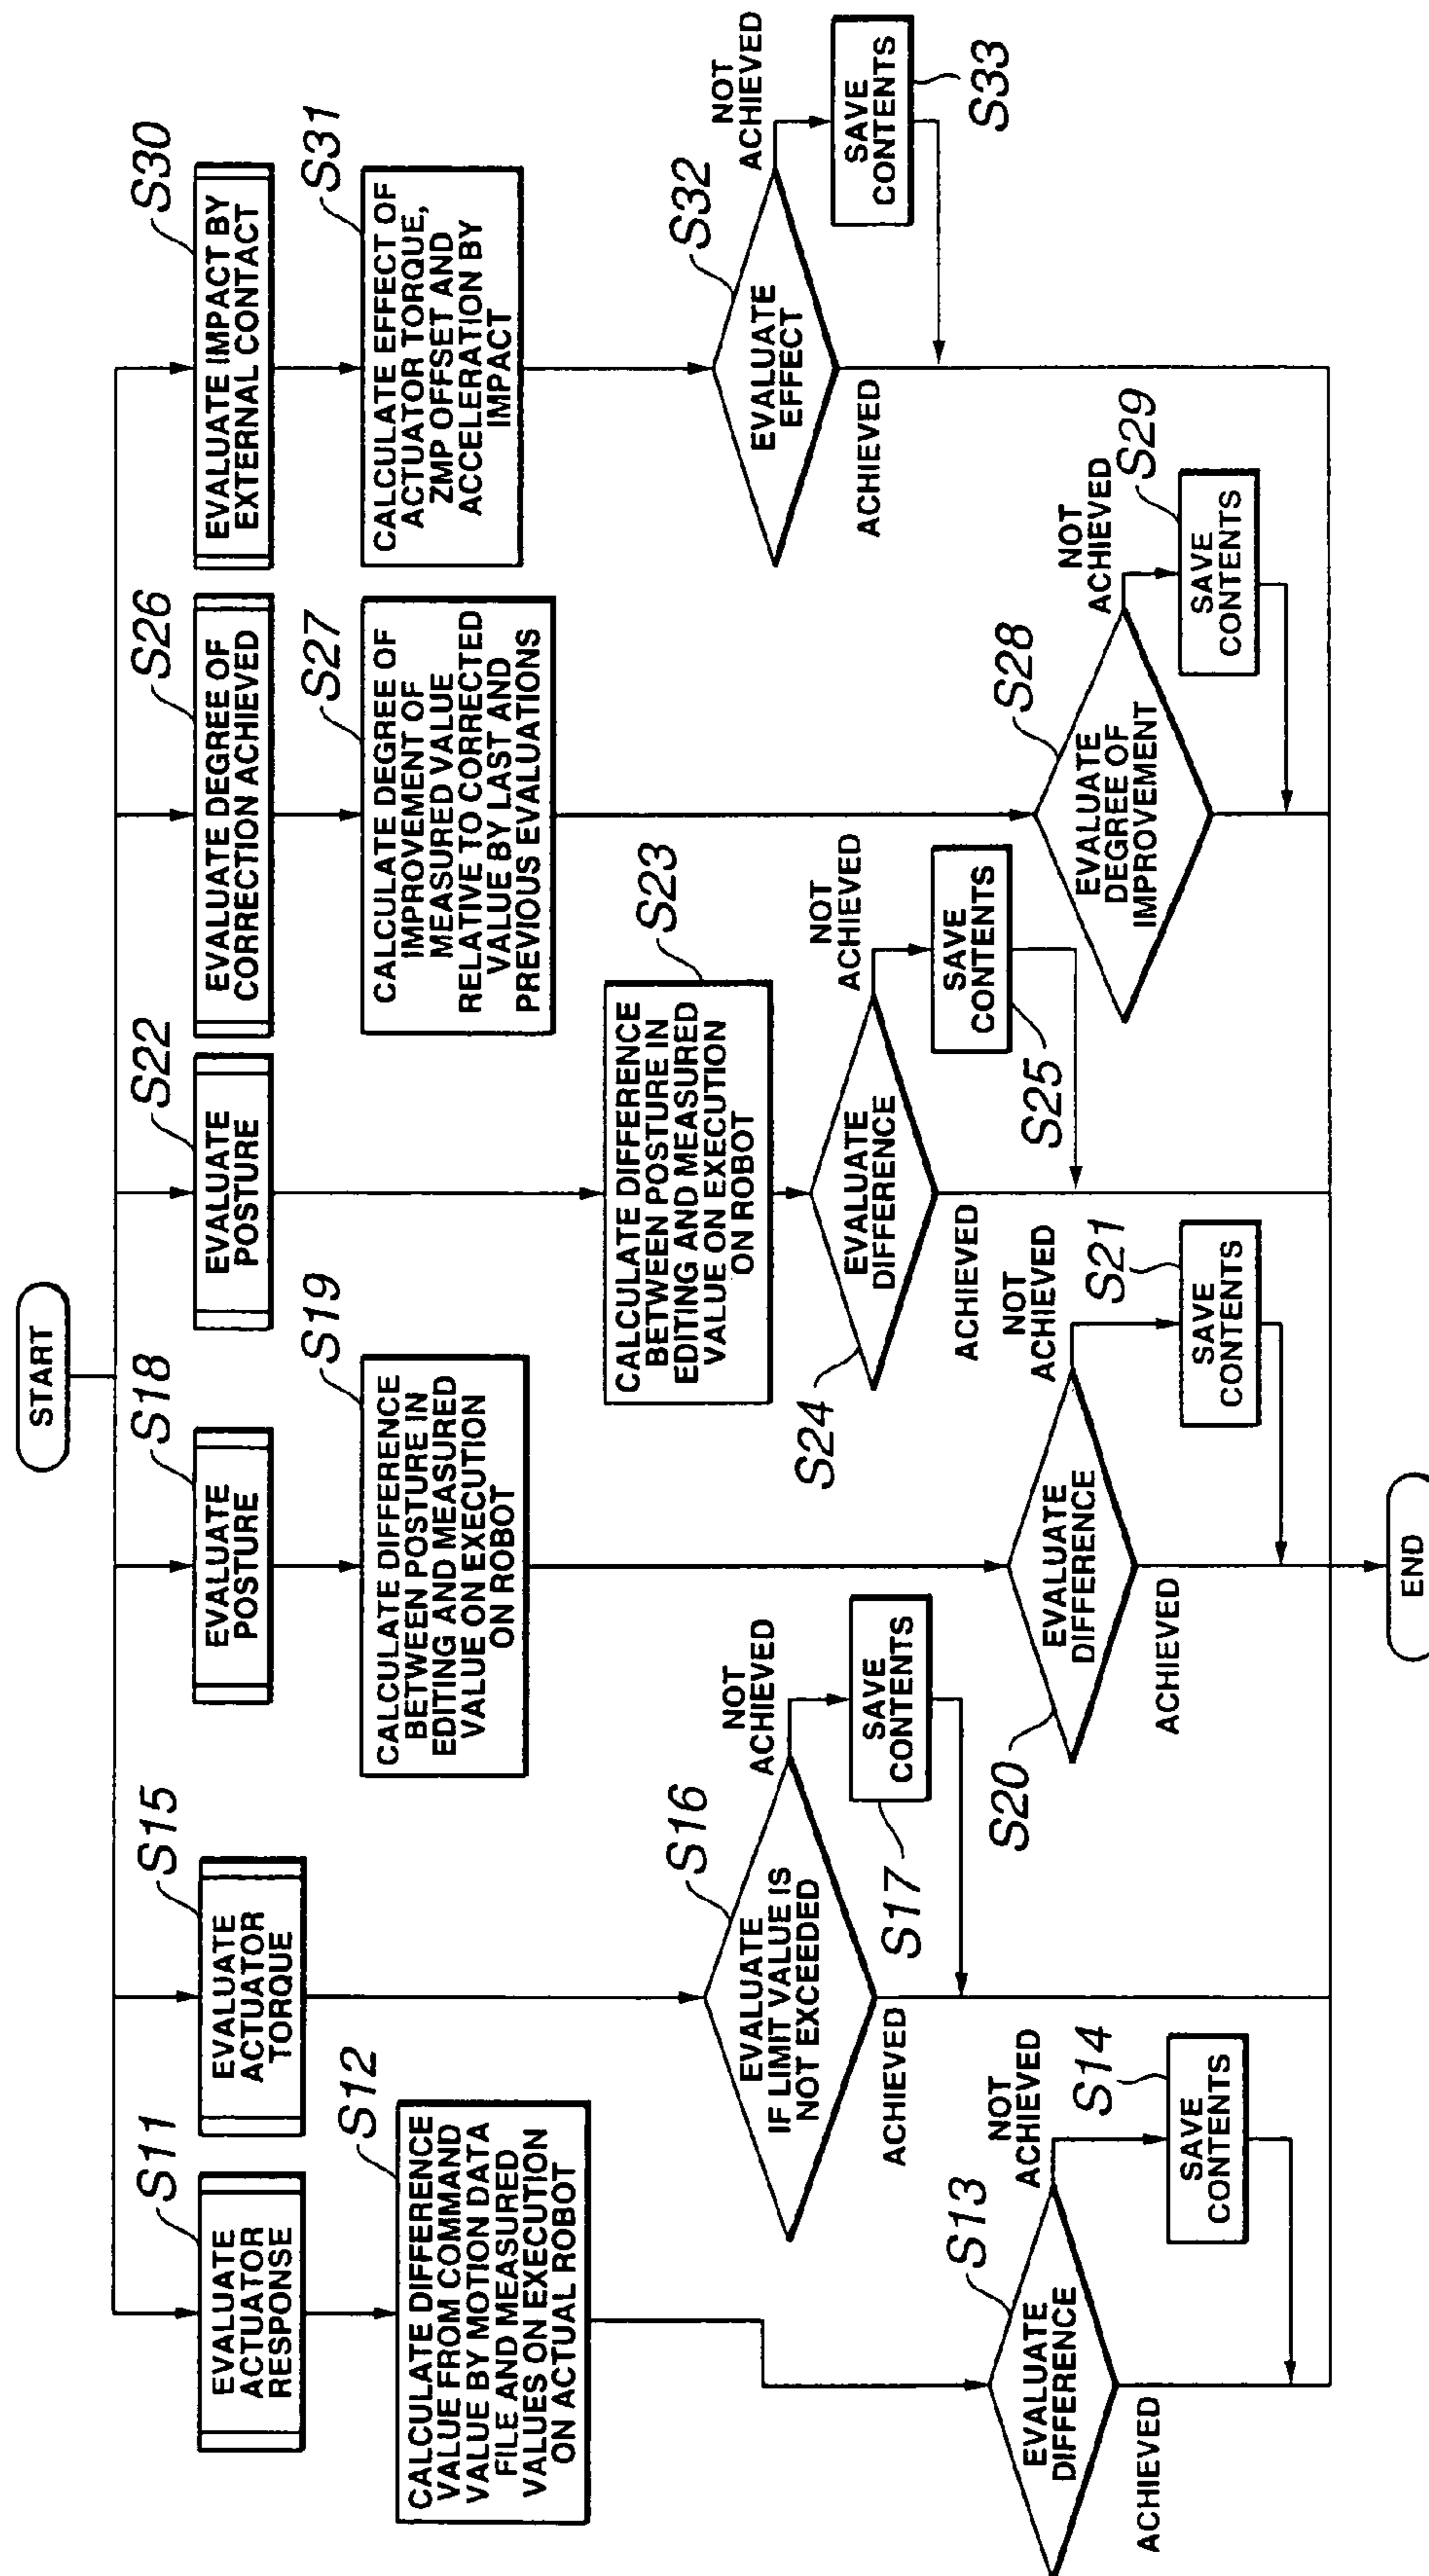 START
S11
EVALUATE
ACTUATOR
RESPONSE
S12
CALCULATE DIFFERENCE
VALUE FROM COMMAND
VALUE BY MOTION DATA
FILE AND MEASURED
VALUES ON EXECUTION
ON ACTUAL ROBOT
S13
EVALUATE
DIFFERENCE
NOT
ACHIEVED
ACHIEVED
S14
SAVE
CONTENTS
S15
EVALUATE
ACTUATOR
TORQUE
S16
EVALUATE
IF LIMIT VALUE IS
NOT EXCEEDED
NOT
ACHIEVED
ACHIEVED
S17
SAVE
CONTENTS
S18
EVALUATE
POSTURE
S19
CALCULATE DIFFERENCE
BETWEEN POSTURE IN
EDITING AND MEASURED
VALUE ON EXECUTION
ON ROBOT
S20
EVALUATE
DIFFERENCE
NOT
ACHIEVED
ACHIEVED
S21
SAVE
CONTENTS
S22
EVALUATE
POSTURE
S23
CALCULATE DIFFERENCE
BETWEEN POSTURE IN
EDITING AND MEASURED
VALUE ON EXECUTION
ON ROBOT
S24
EVALUATE
DIFFERENCE
NOT
ACHIEVED
ACHIEVED
S25
SAVE
CONTENTS
S26
EVALUATE DEGREE OF
CORRECTION ACHIEVED
S27
CALCULATE DEGREE OF
IMPROVEMENT OF
MEASURED VALUE
RELATIVE TO CORRECTED
VALUE BY LAST AND
PREVIOUS EVALUATIONS
S28
EVALUATE
DEGREE OF
IMPROVEMENT
NOT
ACHIEVED
S29
SAVE
CONTENTS
S30
EVALUATE IMPACT BY
EXTERNAL CONTACT
S31
CALCULATE EFFECT OF
ACTUATOR TORQUE,
ZMP OFFSET AND
ACCELERATION BY
IMPACT
S32
EVALUATE
EFFECT
NOT
ACHIEVED
ACHIEVED
S33
SAVE
CONTENTS
END